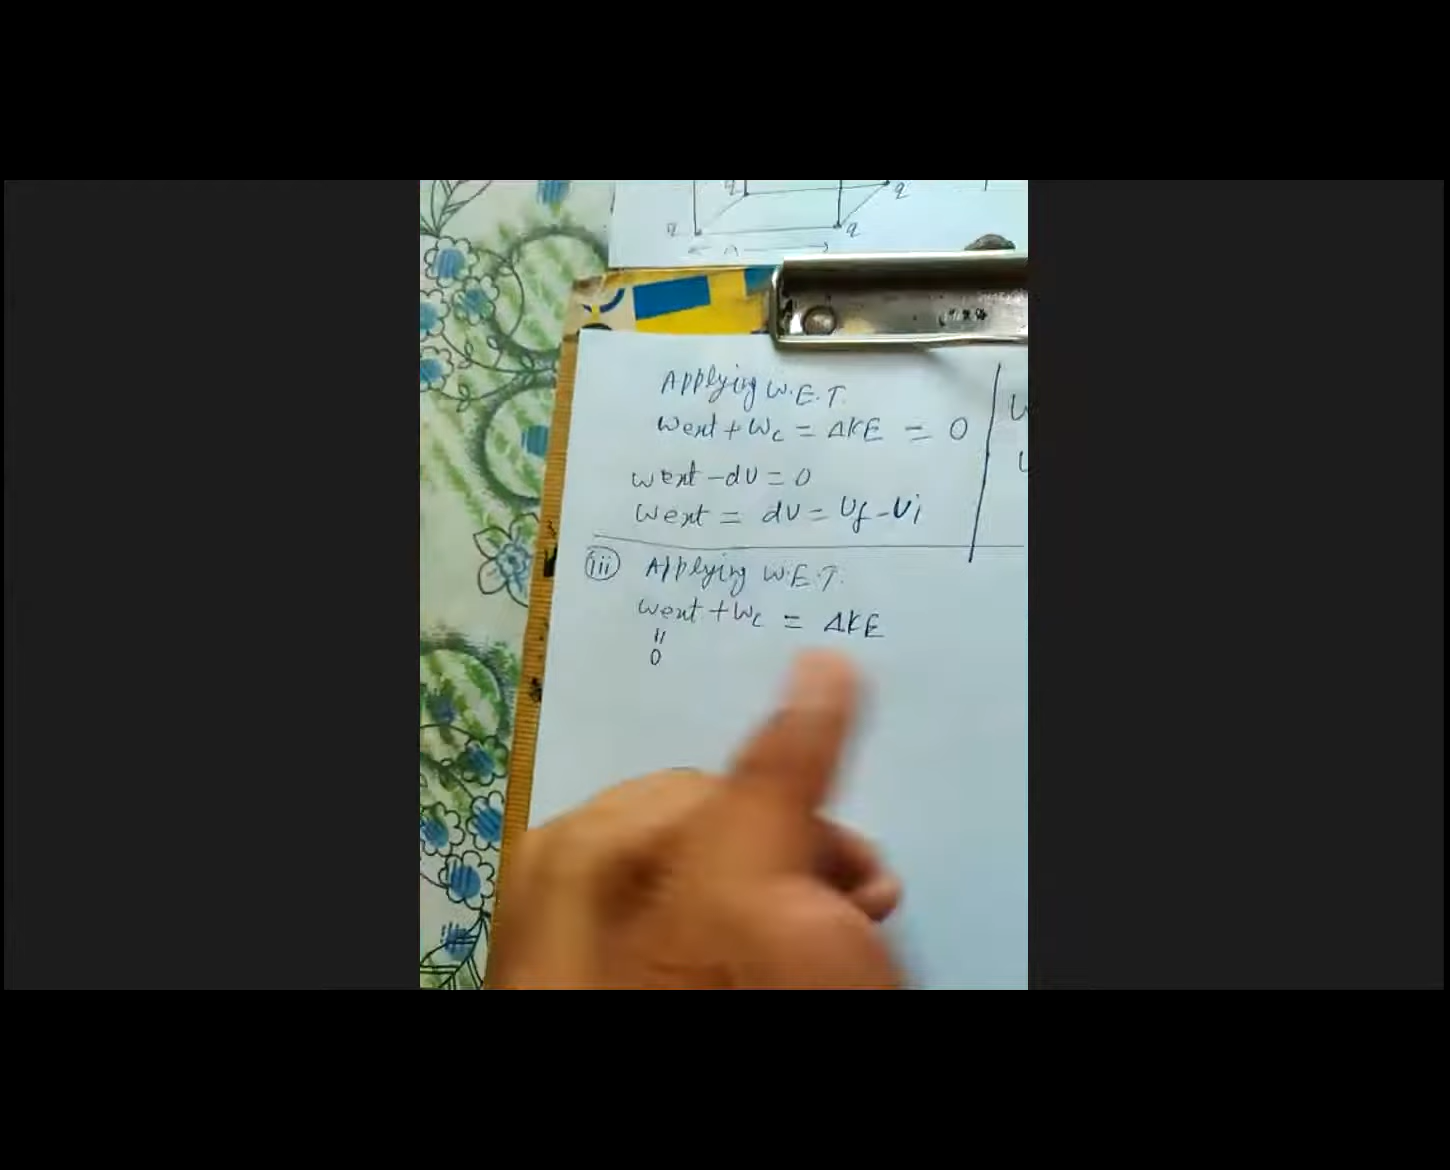 q
q
q
q
a
Applying W.E.T.
Wext + Wc = ΔKE = 0
Wext - dU = 0
Wext = dU = Uf - Ui
(iii) Applying W.E.T.
Wext + Wc = ΔKE
"
0